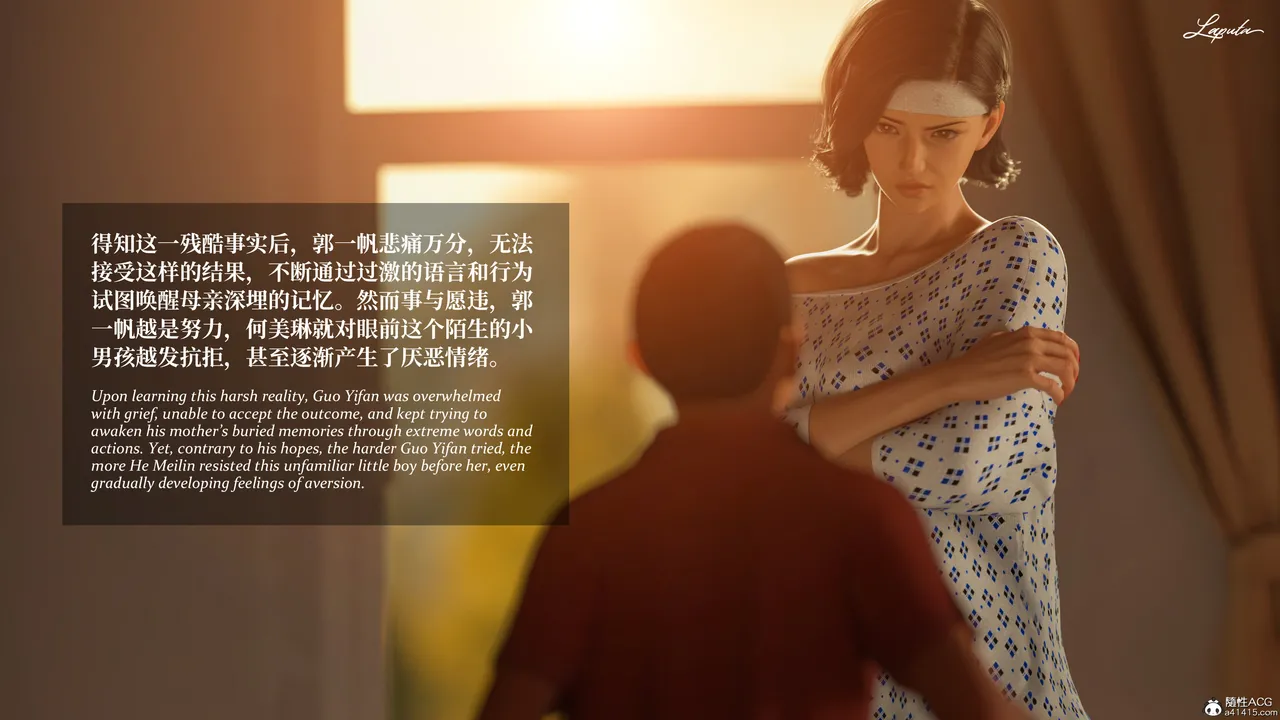 Laputa
得知这一残酷事实后，郭一帆悲痛万分，无法
接受这样的结果，不断通过过激的语言和行为
试图唤醒母亲深埋的记忆。然而事与愿违，郭
一帆越是努力，何美琳就对眼前这个陌生的小
男孩越发抗拒，甚至逐渐产生了厌恶情绪。
Upon learning this harsh reality, Guo Yifan was overwhelmed
with grief, unable to accept the outcome, and kept trying to
awaken his mother’s buried memories through extreme words and
actions. Yet, contrary to his hopes, the harder Guo Yifan tried, the
more He Meilin resisted this unfamiliar little boy before her, even
gradually developing feelings of aversion.
隨性ACG
a41415.com